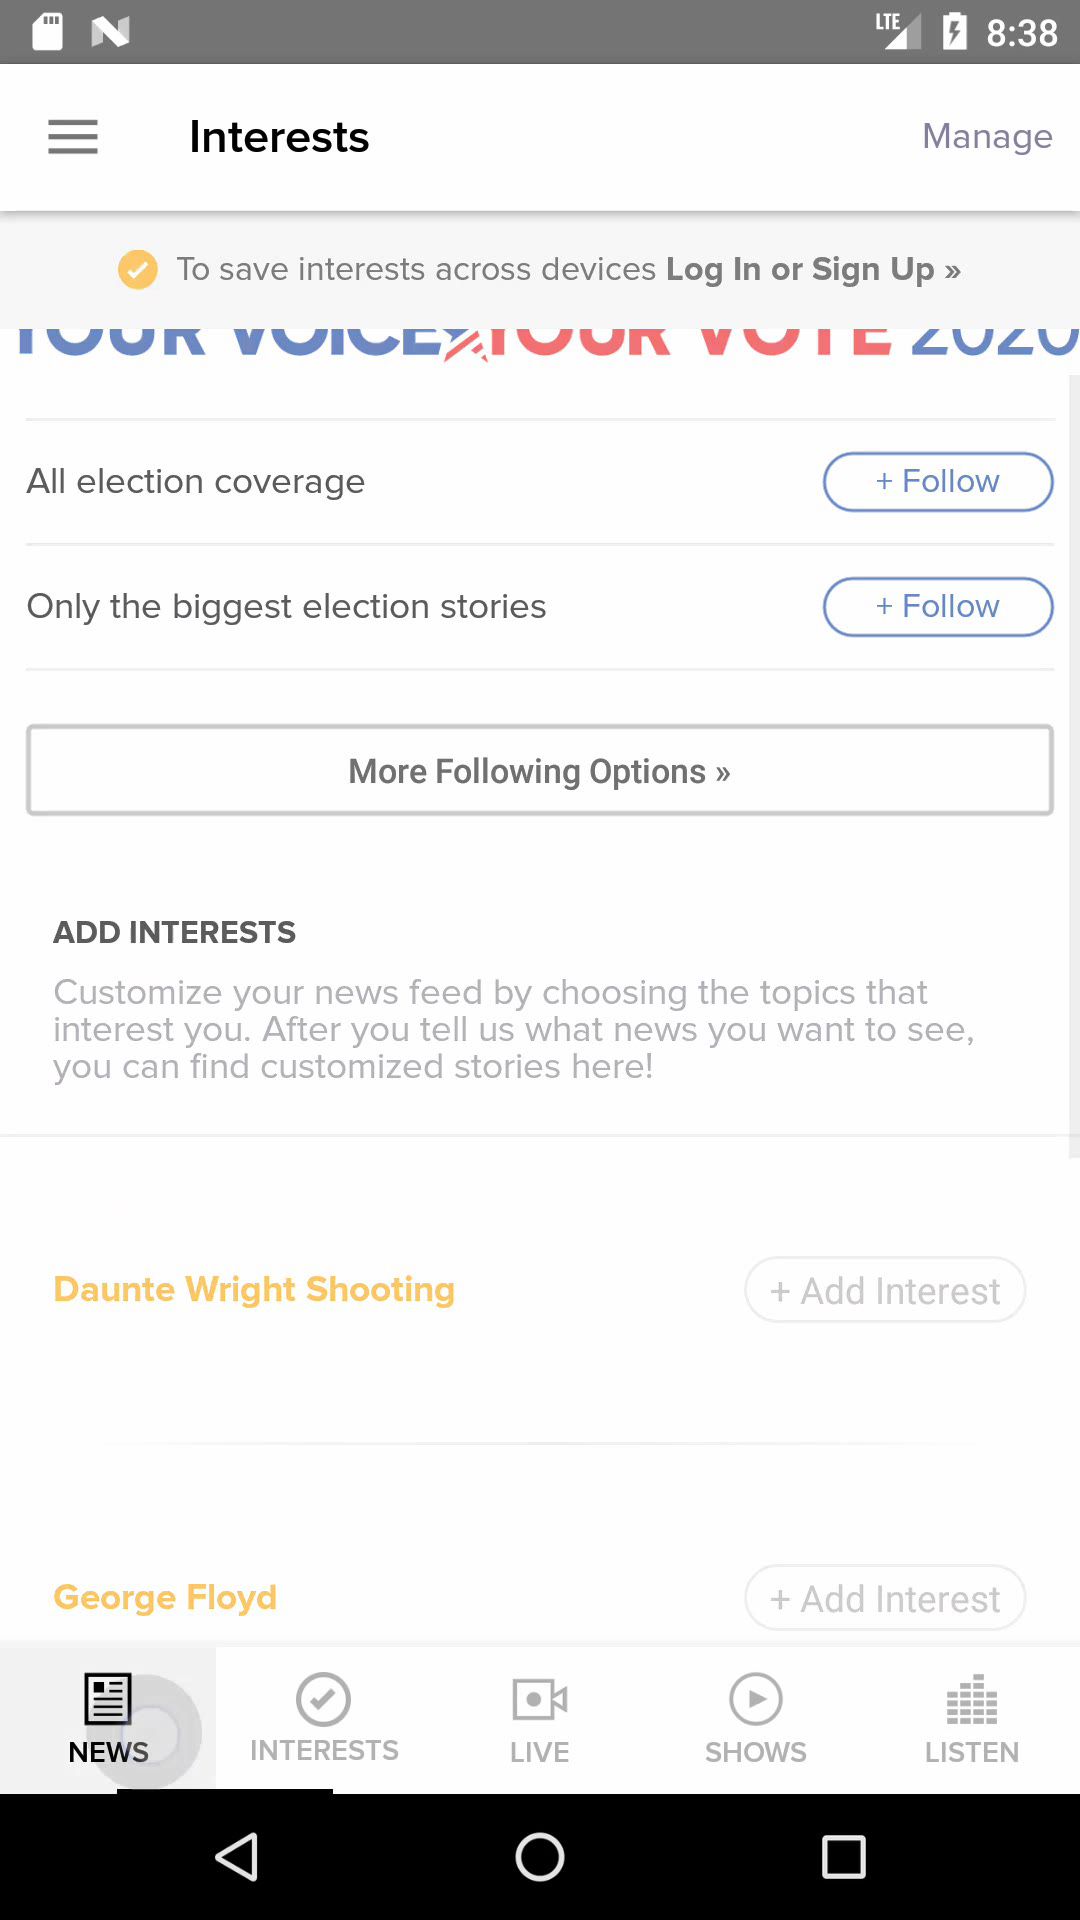 LTE 8:38
Interests
Manage
To save interests across devices Log In or Sign Up »
YOUR VOICE YOUR VOTE 2020
All election coverage
+ Follow
Only the biggest election stories
+ Follow
More Following Options »
ADD INTERESTS
Customize your news feed by choosing the topics that
interest you. After you tell us what news you want to see,
you can find customized stories here!
Daunte Wright Shooting
+ Add Interest
George Floyd
+ Add Interest
NEWS
INTERESTS
LIVE
SHOWS
LISTEN